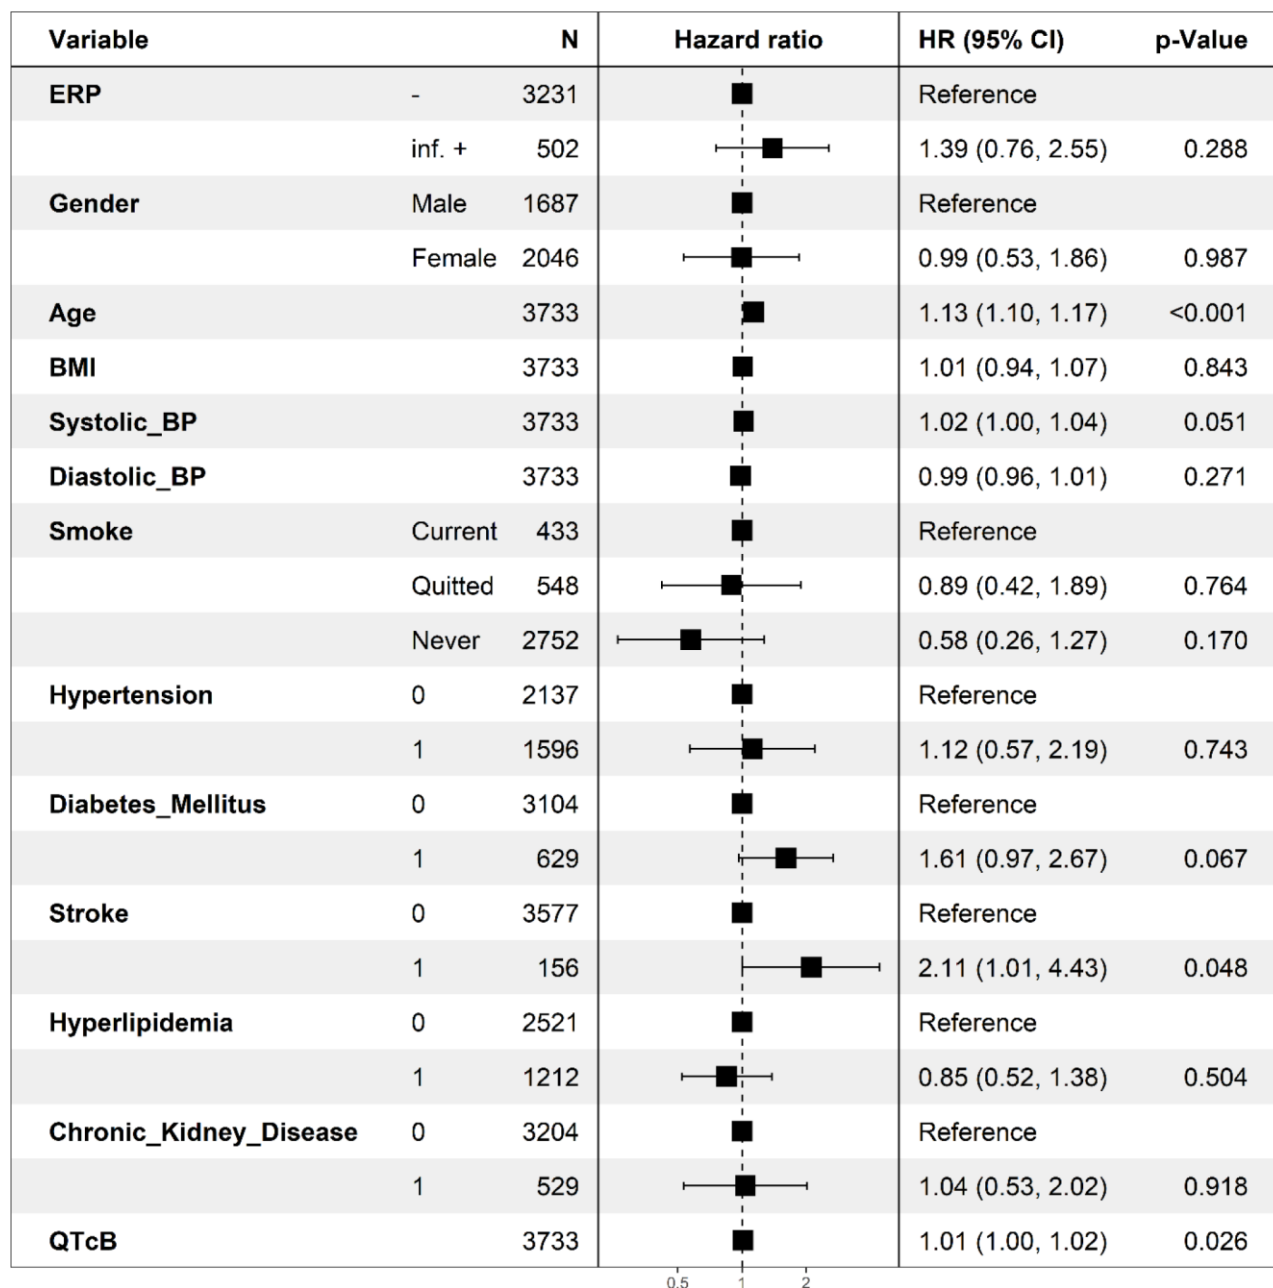 Variable N Hazard ratio HR (95% CI) p-Value
ERP - 3231 Reference
inf. + 502 1.39 (0.76, 2.55) 0.288
Gender Male 1687 Reference
Female 2046 0.99 (0.53, 1.86) 0.987
Age 3733 1.13 (1.10, 1.17) <0.001
BMI 3733 1.01 (0.94, 1.07) 0.843
Systolic_BP 3733 1.02 (1.00, 1.04) 0.051
Diastolic_BP 3733 0.99 (0.96, 1.01) 0.271
Smoke Current 433 Reference
Quitted 548 0.89 (0.42, 1.89) 0.764
Never 2752 0.58 (0.26, 1.27) 0.170
Hypertension 0 2137 Reference
1 1596 1.12 (0.57, 2.19) 0.743
Diabetes_Mellitus 0 3104 Reference
1 629 1.61 (0.97, 2.67) 0.067
Stroke 0 3577 Reference
1 156 2.11 (1.01, 4.43) 0.048
Hyperlipidemia 0 2521 Reference
1 1212 0.85 (0.52, 1.38) 0.504
Chronic_Kidney_Disease 0 3204 Reference
1 529 1.04 (0.53, 2.02) 0.918
QTcB 3733 1.01 (1.00, 1.02) 0.026
0.5 1 2